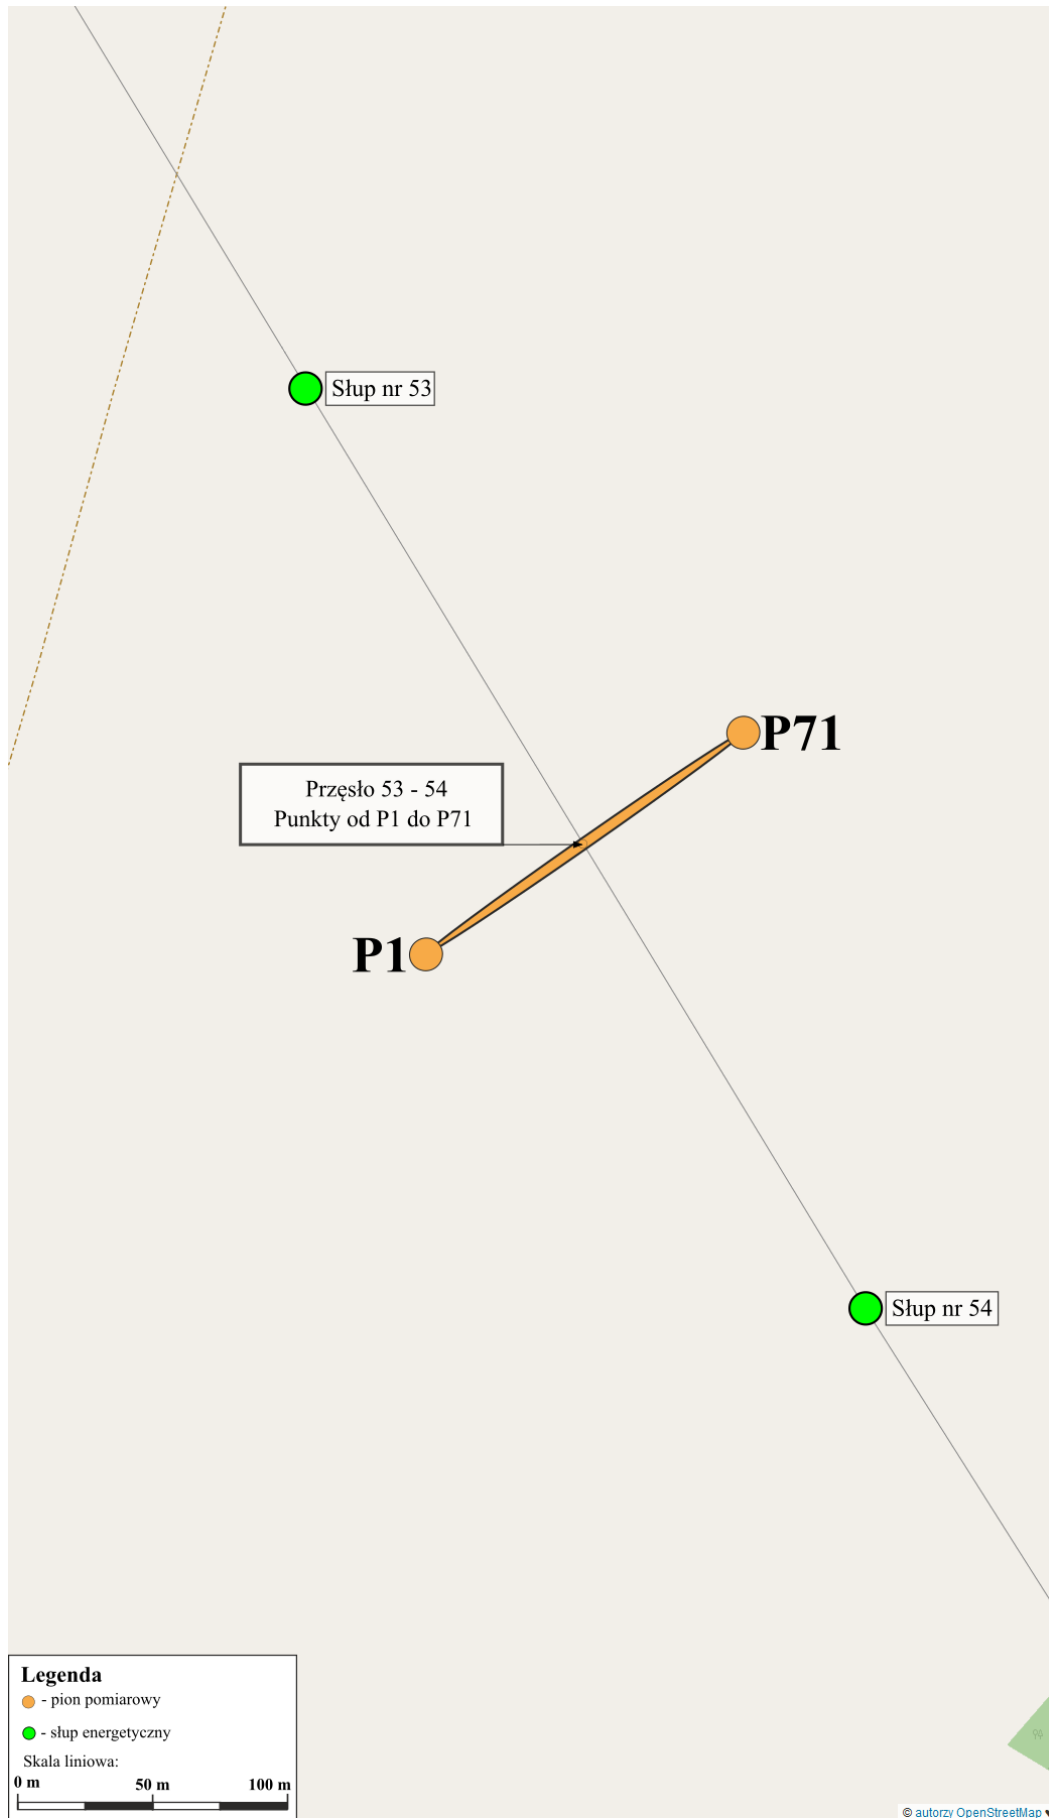 Słup nr 53
P71
Przęsło 53 - 54
Punkty od P1 do P71
P1
Słup nr 54
Legenda
- pion pomiarowy
- słup energetyczny
Skala liniowa:
0 m 50 m 100 m
© autorzy OpenStreetMap